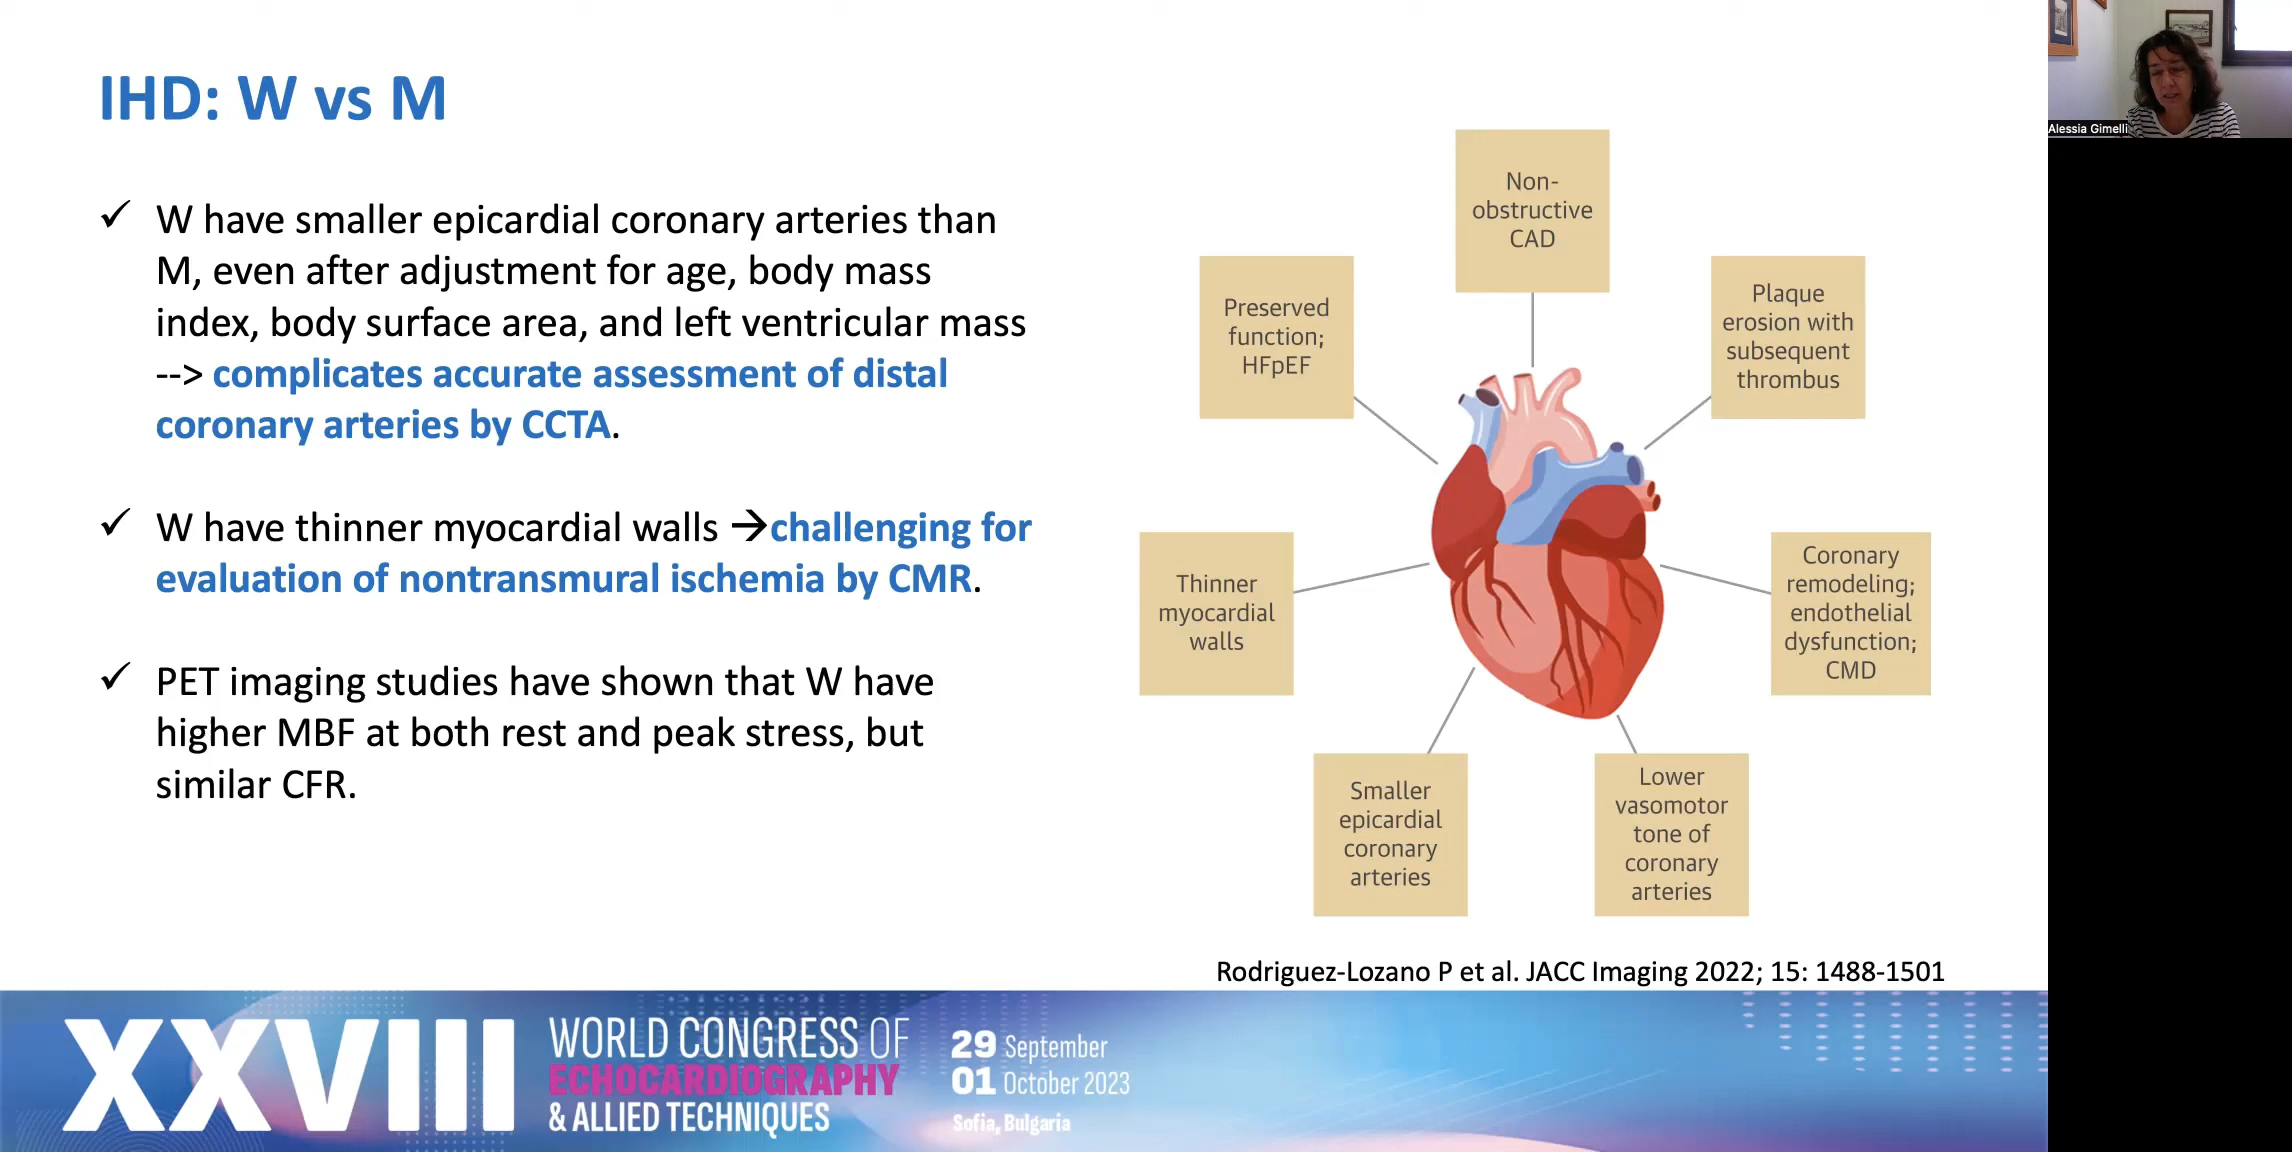 IHD: W vs M
✓ W have smaller epicardial coronary arteries than
M, even after adjustment for age, body mass
index, body surface area, and left ventricular mass
--> complicates accurate assessment of distal
coronary arteries by CCTA.
✓ W have thinner myocardial walls →challenging for
evaluation of nontransmural ischemia by CMR.
✓ PET imaging studies have shown that W have
higher MBF at both rest and peak stress, but
similar CFR.
Non-
obstructive
CAD
Preserved
function;
HFpEF
Plaque
erosion with
subsequent
thrombus
Thinner
myocardial
walls
Coronary
remodeling;
endothelial
dysfunction;
CMD
Smaller
epicardial
coronary
arteries
Lower
vasomotor
tone of
coronary
arteries
Rodriguez-Lozano P et al. JACC Imaging 2022; 15: 1488-1501
XXVIII
WORLD CONGRESS OF
ECHOCARDIOGRAPHY
& ALLIED TECHNIQUES
29 September
01 October 2023
Sofia, Bulgaria
Alessia Gimelli